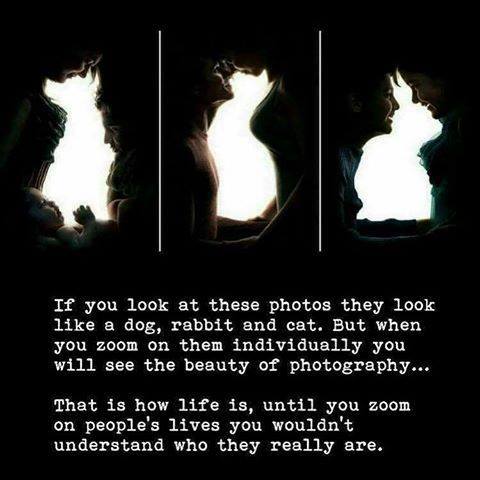 If you look at these photos they look
like a dog, rabbit and cat. But when
you zoom on them individually you
will see the beauty of photography...
That is how life is, until you zoom
on people's lives you wouldn't
understand who they really are.